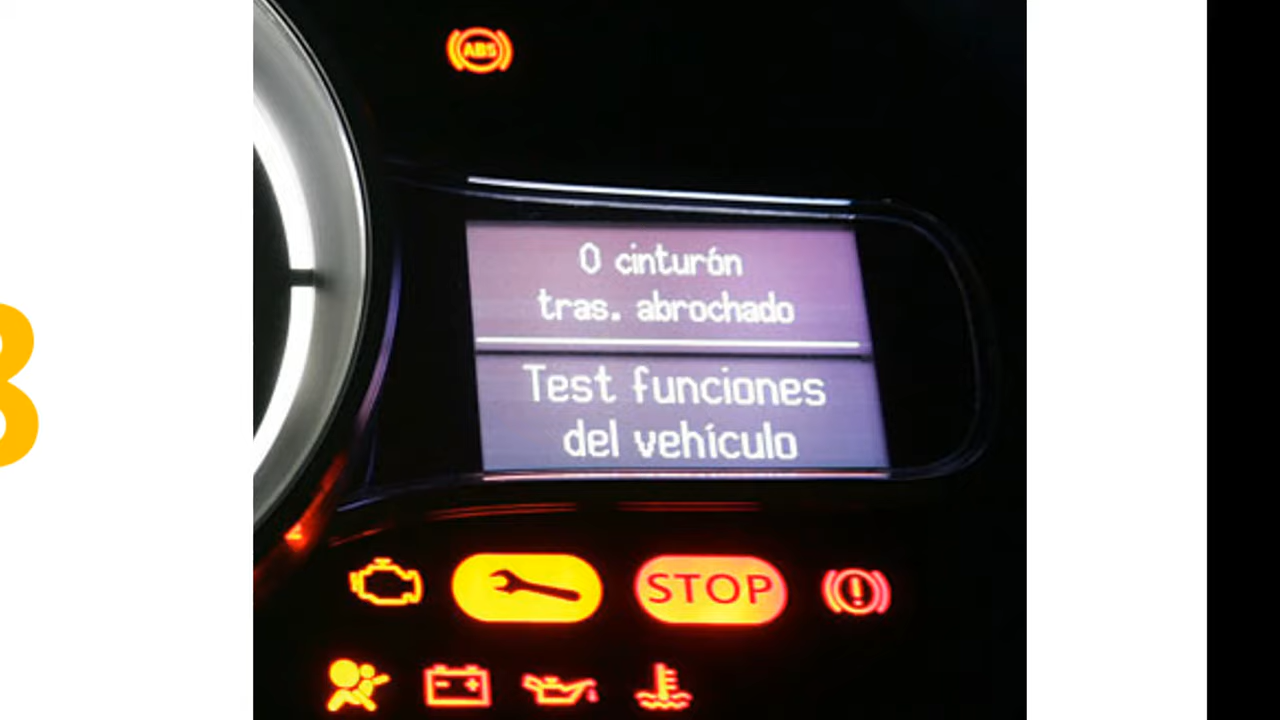 ABS
0 cinturón
tras. abrochado
Test funciones
del vehículo
STOP